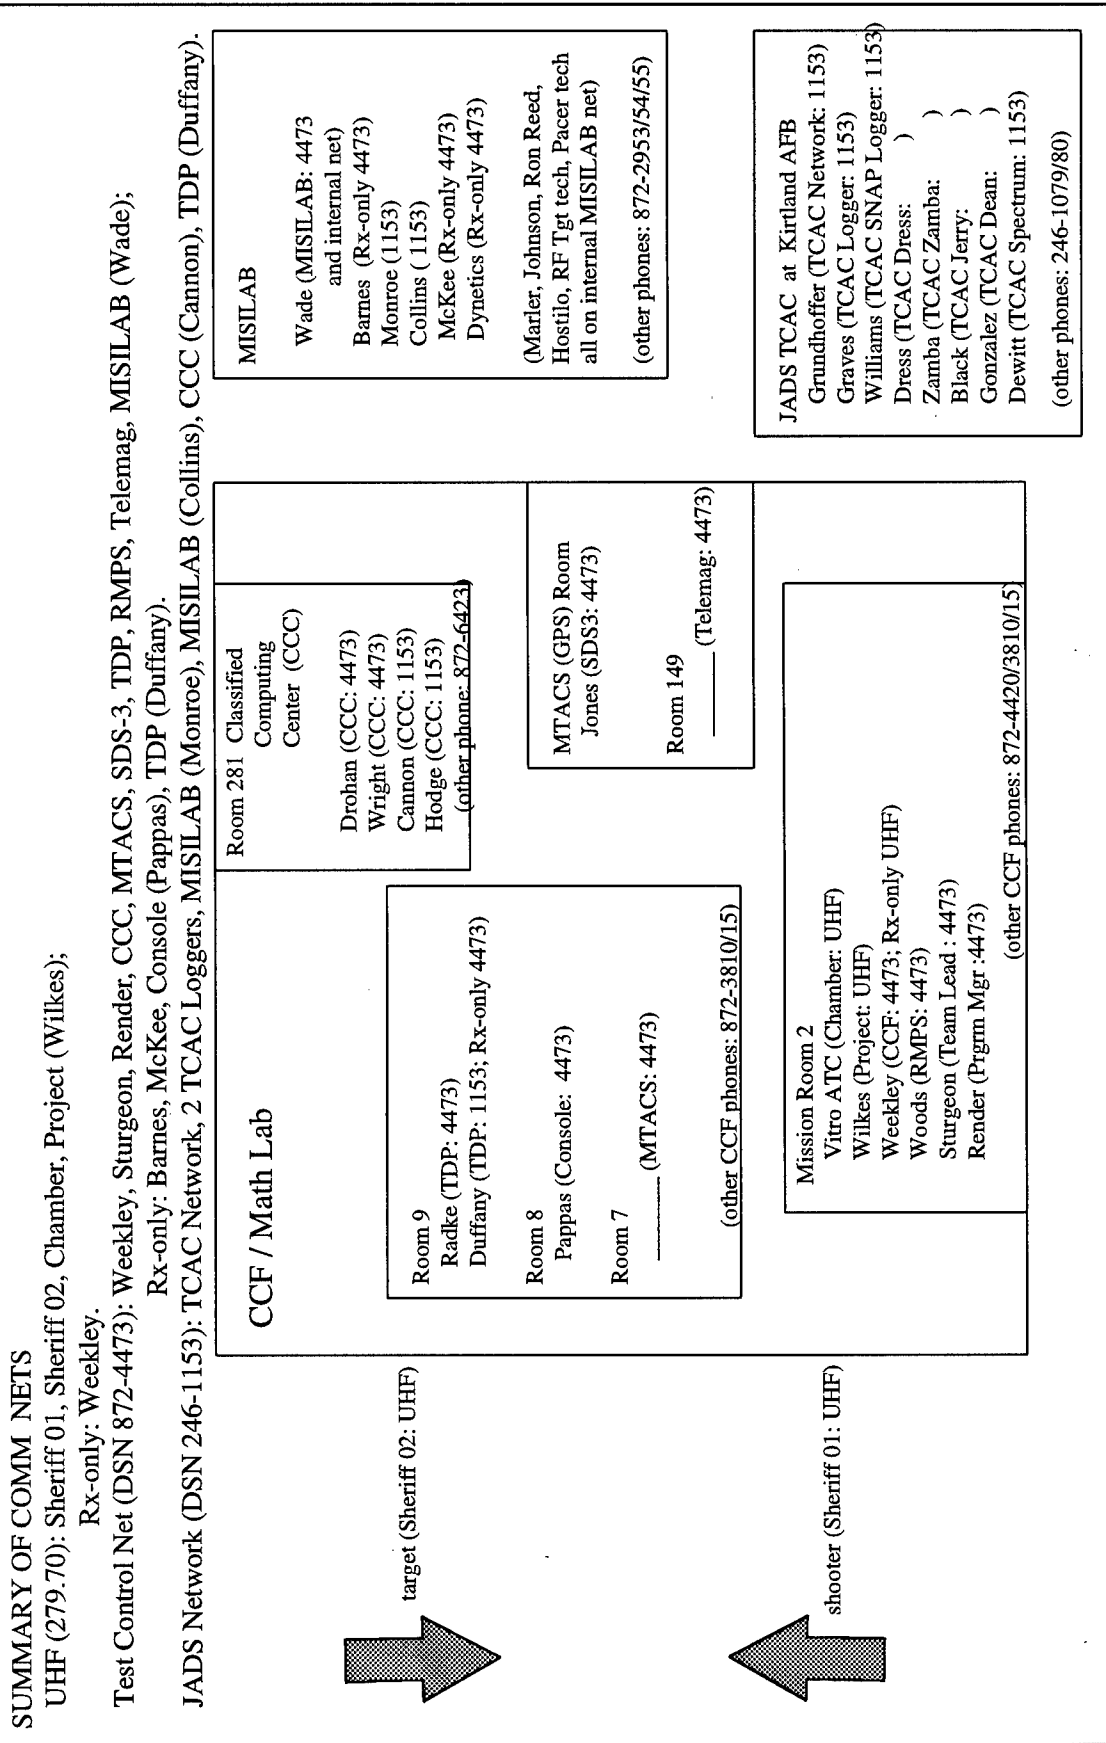 SUMMARY OF COMM NETS
UHF (279.70): Sheriff 01, Sheriff 02, Chamber, Project (Wilkes);
Rx-only: Weekley.
Test Control Net (DSN 872-4473): Weekley, Sturgeon, Render, CCC, MTACS, SDS-3, TDP, RMPS, Telemag, MISILAB (Wade);
Rx-only: Barnes, McKee, Console (Pappas), TDP (Duffany).
JADS Network (DSN 246-1153): TCAC Network, 2 TCAC Loggers, MISILAB (Monroe), MISILAB (Collins), CCC (Cannon), TDP (Duffany).
target (Sheriff 02: UHF)
shooter (Sheriff 01: UHF)
CCF / Math Lab
Room 9
Radke (TDP: 4473)
Duffany (TDP: 1153; Rx-only 4473)
Room 8
Pappas (Console: 4473)
Room 7
______ (MTACS: 4473)
(other CCF phones: 872-3810/15)
Room 281 Classified
Computing
Center (CCC)
Drohan (CCC: 4473)
Wright (CCC: 4473)
Cannon (CCC: 1153)
Hodge (CCC: 1153)
(other phone: 872-6423)
MTACS (GPS) Room
Jones (SDS3: 4473)
Room 149
______ (Telemag: 4473)
Mission Room 2
Vitro ATC (Chamber: UHF)
Wilkes (Project: UHF)
Weekley (CCF: 4473; Rx-only UHF)
Woods (RMPS: 4473)
Sturgeon (Team Lead : 4473)
Render (Prgrm Mgr :4473)
(other CCF phones: 872-4420/3810/15)
MISILAB
Wade (MISILAB: 4473
and internal net)
Barnes (Rx-only 4473)
Monroe (1153)
Collins ( 1153)
McKee (Rx-only 4473)
Dynetics (Rx-only 4473)
(Marler, Johnson, Ron Reed,
Hostilo, RF Tgt tech, Pacer tech
all on internal MISILAB net)
(other phones: 872-2953/54/55)
JADS TCAC at Kirtland AFB
Grundhoffer (TCAC Network: 1153)
Graves (TCAC Logger: 1153)
Williams (TCAC SNAP Logger: 1153)
Dress (TCAC Dress: )
Zamba (TCAC Zamba: )
Black (TCAC Jerry: )
Gonzalez (TCAC Dean: )
Dewitt (TCAC Spectrum: 1153)
(other phones: 246-1079/80)